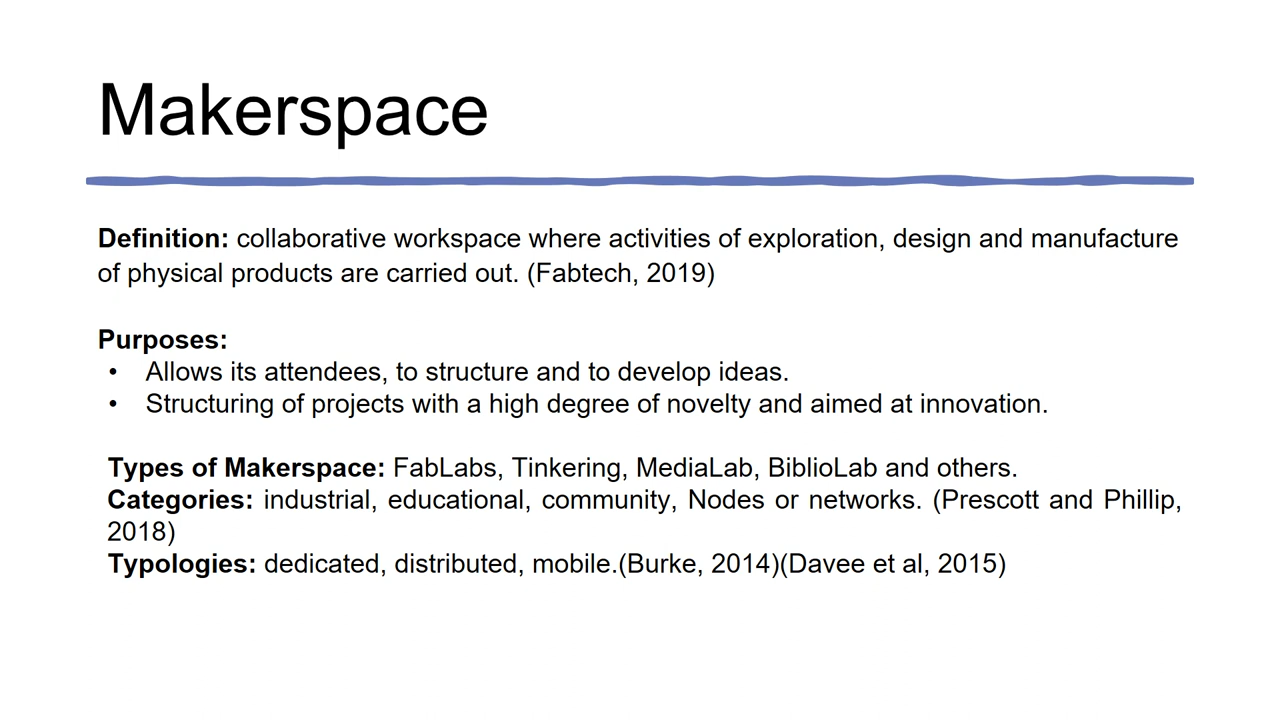 Makerspace
Definition: collaborative workspace where activities of exploration, design and manufacture
of physical products are carried out. (Fabtech, 2019)
Purposes:
• Allows its attendees, to structure and to develop ideas.
• Structuring of projects with a high degree of novelty and aimed at innovation.
Types of Makerspace: FabLabs, Tinkering, MediaLab, BiblioLab and others.
Categories: industrial, educational, community, Nodes or networks. (Prescott and Phillip,
2018)
Typologies: dedicated, distributed, mobile.(Burke, 2014)(Davee et al, 2015)